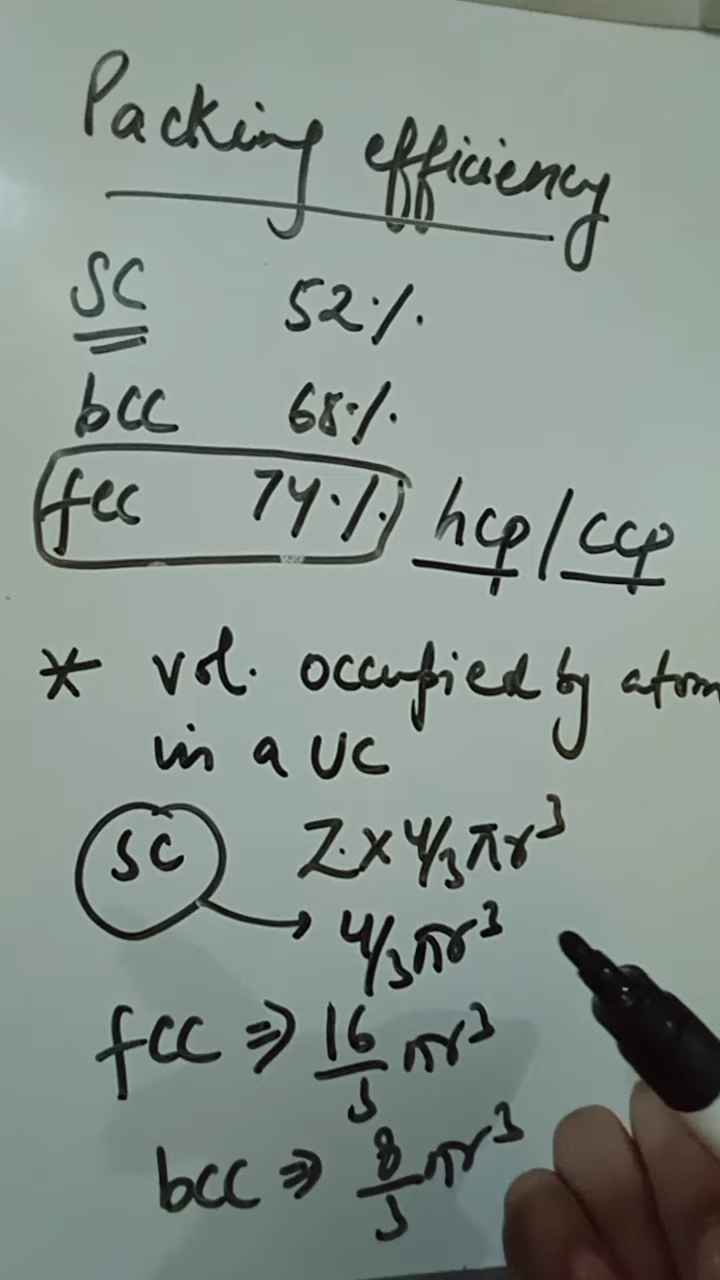 Packing efficiency
SC 52%.
bcc 68%.
fcc 74%. hcp/ccp
* vol. occupied by atom
in a UC
SC Z×4/3πr³
4/3πr³
fcc ⇒ 16/3 πr³
bcc ⇒ 8/3 πr³